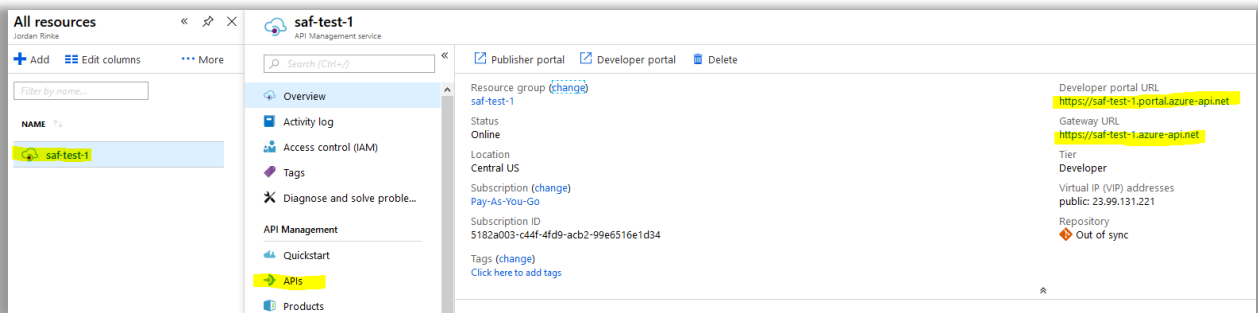 All resources
Jordan Rinke
Add Edit columns ··· More
Filter by name...
NAME
saf-test-1
saf-test-1
API Management service
Search (Ctrl+/)
Overview
Activity log
Access control (IAM)
Tags
Diagnose and solve proble...
API Management
Quickstart
APIs
Products
Publisher portal Developer portal Delete
Resource group (change)
saf-test-1
Status
Online
Location
Central US
Subscription (change)
Pay-As-You-Go
Subscription ID
5182a003-c44f-4fd9-acb2-99e6516e1d34
Tags (change)
Click here to add tags
Developer portal URL
https://saf-test-1.portal.azure-api.net
Gateway URL
https://saf-test-1.azure-api.net
Tier
Developer
Virtual IP (VIP) addresses
public: 23.99.131.221
Repository
Out of sync